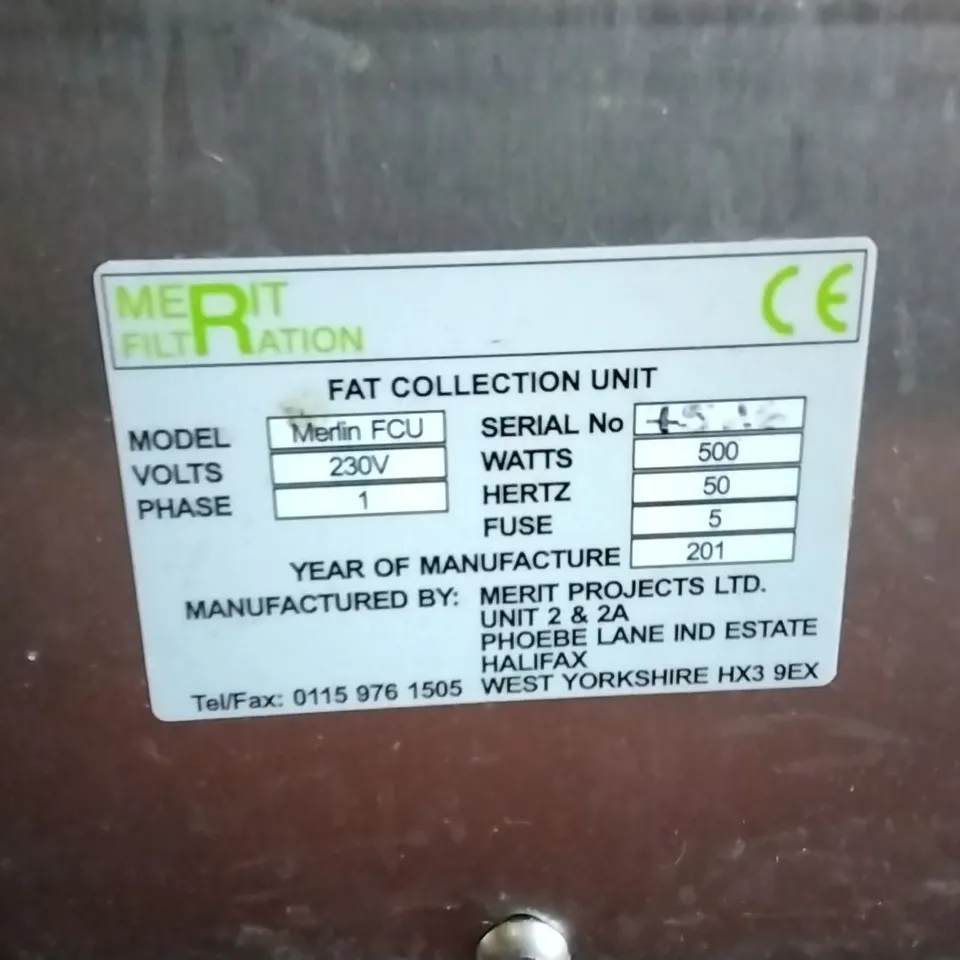 MERIT
FILTRATION
CE
FAT COLLECTION UNIT
MODEL Merlin FCU
VOLTS 230V
PHASE 1
SERIAL No
WATTS 500
HERTZ 50
FUSE 5
YEAR OF MANUFACTURE 201
MANUFACTURED BY: MERIT PROJECTS LTD.
UNIT 2 & 2A
PHOEBE LANE IND ESTATE
HALIFAX
WEST YORKSHIRE HX3 9EX
Tel/Fax: 0115 976 1505